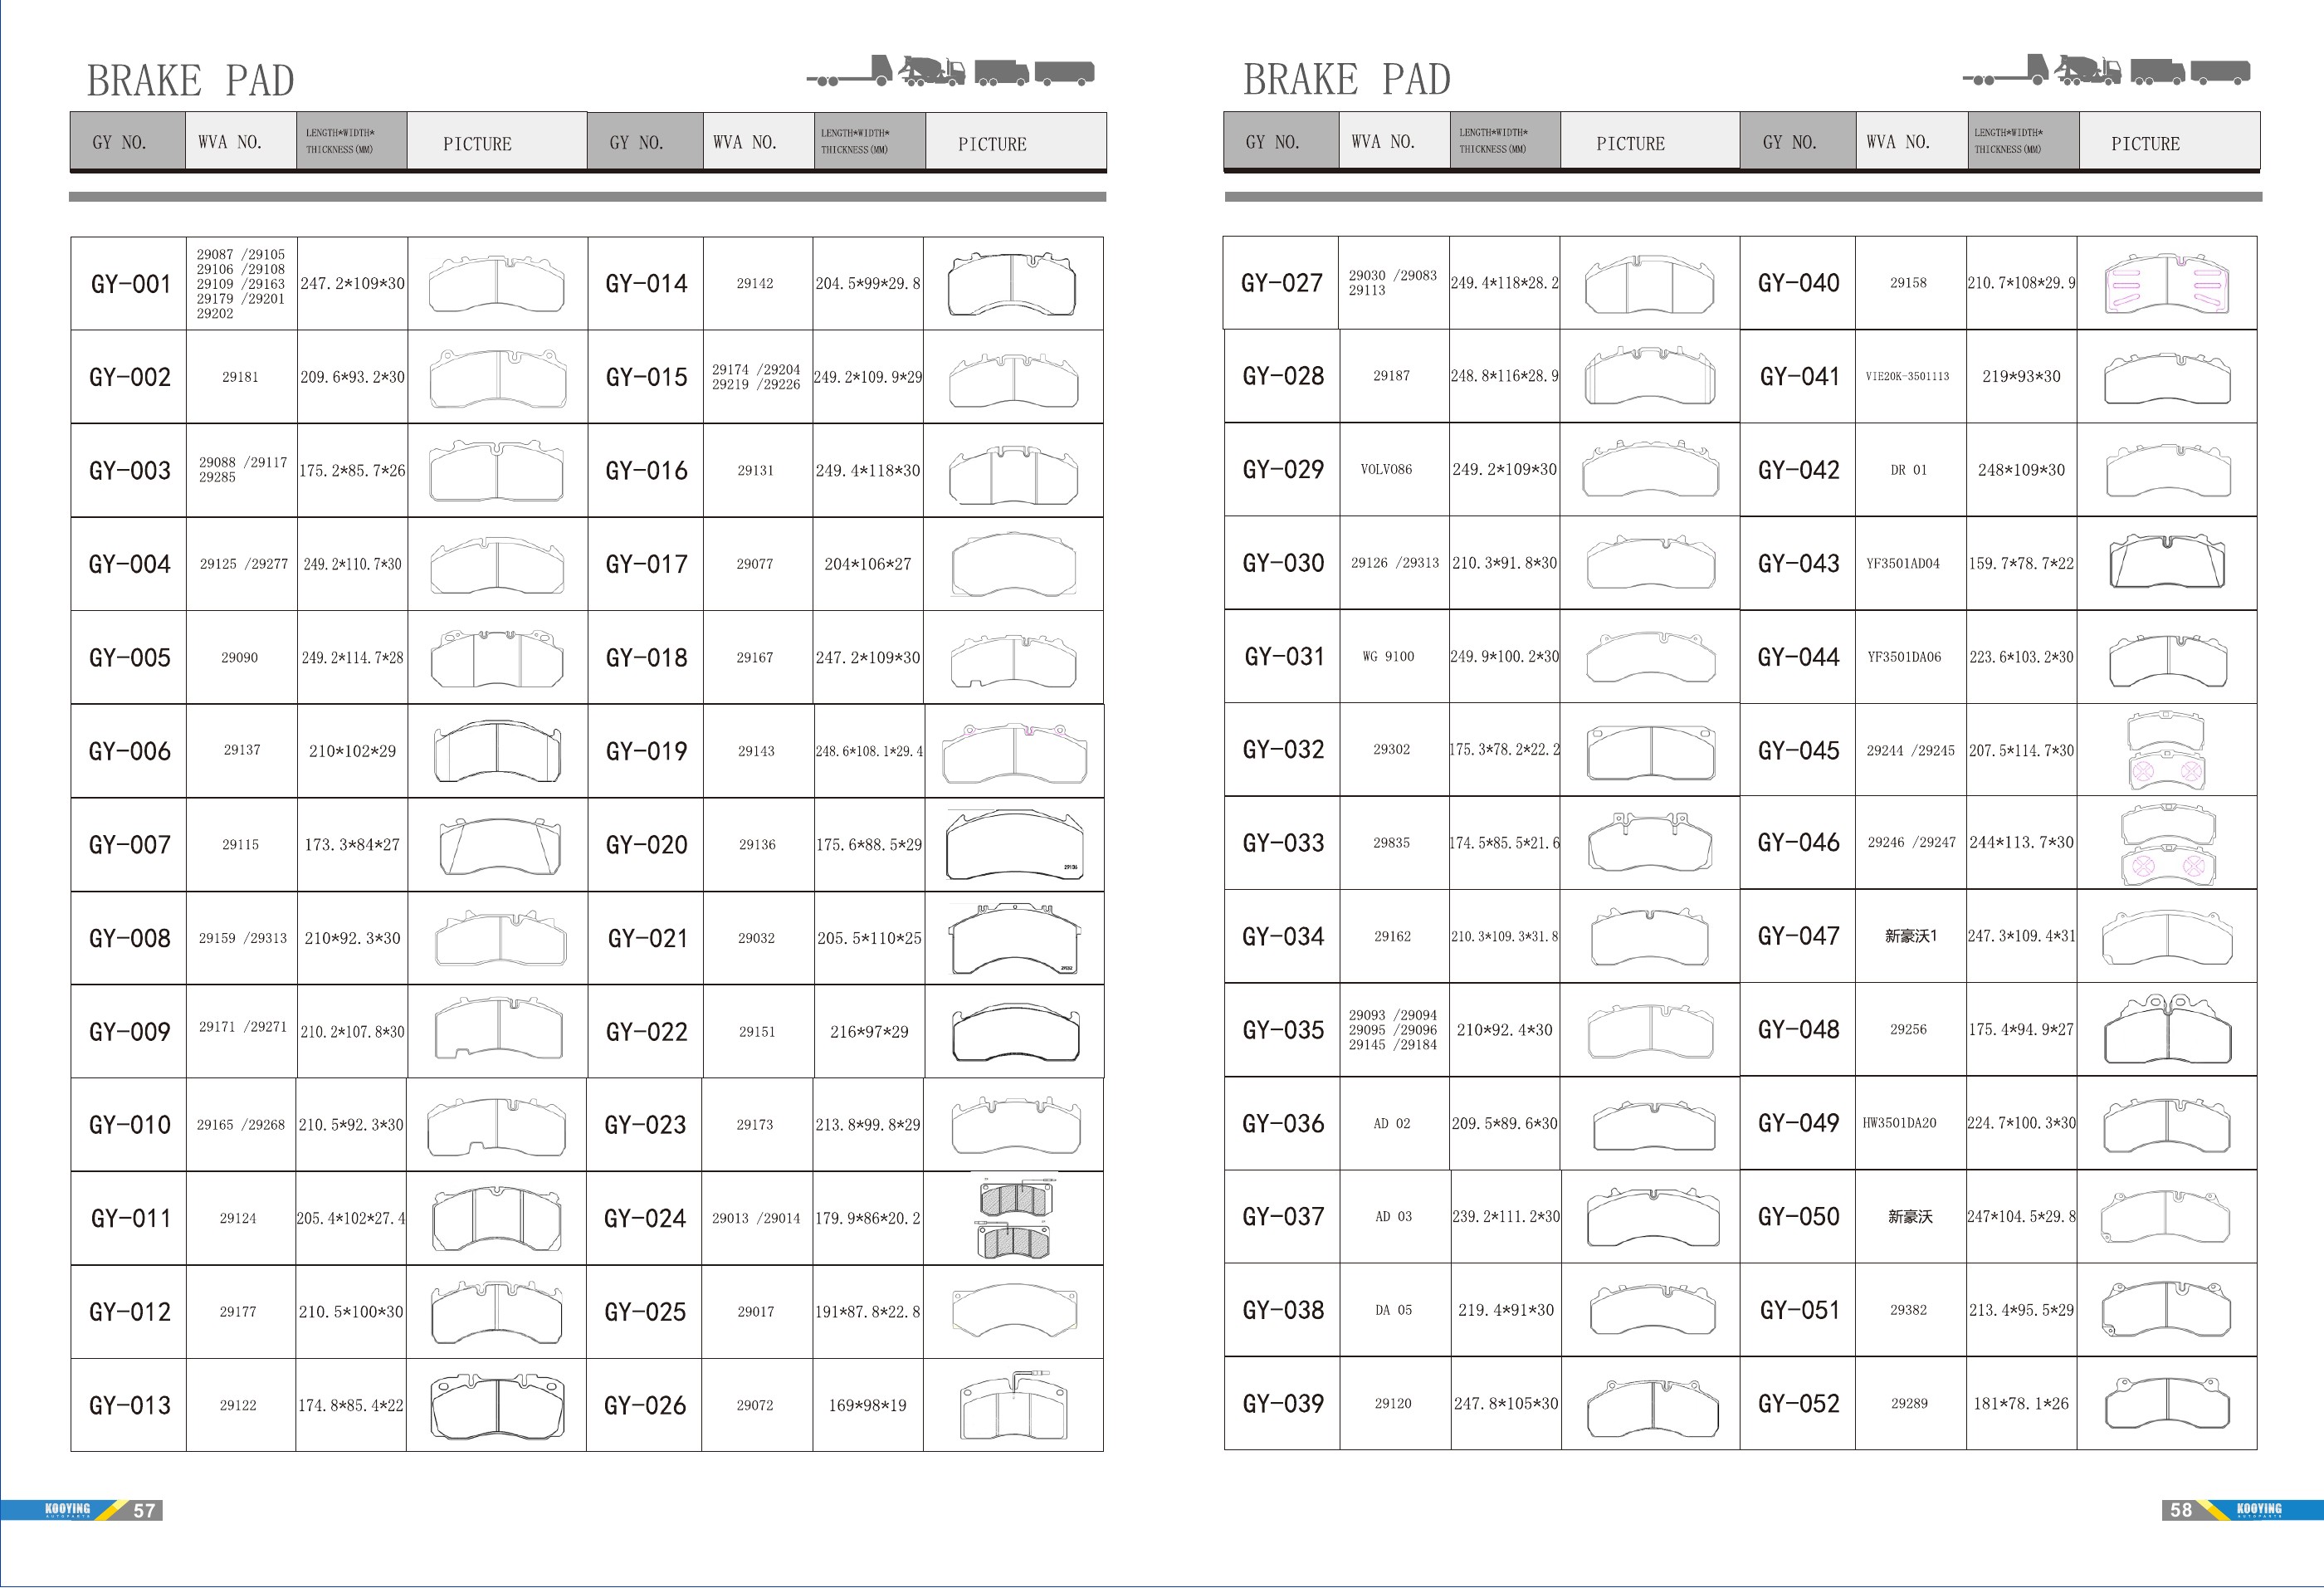 BRAKE PAD
GY NO. WVA NO. LENGTH*WIDTH* PICTURE GY NO. WVA NO. LENGTH*WIDTH* PICTURE
THICKNESS(MM) THICKNESS(MM)
GY-001 29087 /29105 247.2*109*30 GY-014 29142 204.5*99*29.8
29106 /29108
29109 /29163
29179 /29201
29202
GY-002 29181 209.6*93.2*30 GY-015 29174 /29204 249.2*109.9*29
29219 /29226
GY-003 29088 /29117 175.2*85.7*26 GY-016 29131 249.4*118*30
29285
GY-004 29125 /29277 249.2*110.7*30 GY-017 29077 204*106*27
GY-005 29090 249.2*114.7*28 GY-018 29167 247.2*109*30
GY-006 29137 210*102*29 GY-019 29143 248.6*108.1*29.4
GY-007 29115 173.3*84*27 GY-020 29136 175.6*88.5*29
29136
GY-008 29159 /29313 210*92.3*30 GY-021 29032 205.5*110*25
GY-009 29171 /29271 210.2*107.8*30 GY-022 29151 216*97*29
GY-010 29165 /29268 210.5*92.3*30 GY-023 29173 213.8*99.8*29
GY-011 29124 205.4*102*27.4 GY-024 29013 /29014 179.9*86*20.2
GY-012 29177 210.5*100*30 GY-025 29017 191*87.8*22.8
GY-013 29122 174.8*85.4*22 GY-026 29072 169*98*19
KOOYING 57
AUTOPARTS
BRAKE PAD
GY NO. WVA NO. LENGTH*WIDTH* PICTURE GY NO. WVA NO. LENGTH*WIDTH* PICTURE
THICKNESS(MM) THICKNESS(MM)
GY-027 29030 /29083 249.4*118*28.2 GY-040 29158 210.7*108*29.9
29113
GY-028 29187 248.8*116*28.9 GY-041 VIE20K-3501113 219*93*30
GY-029 VOLVO86 249.2*109*30 GY-042 DR 01 248*109*30
GY-030 29126 /29313 210.3*91.8*30 GY-043 YF3501AD04 159.7*78.7*22
GY-031 WG 9100 249.9*100.2*30 GY-044 YF3501DA06 223.6*103.2*30
GY-032 29302 175.3*78.2*22.2 GY-045 29244 /29245 207.5*114.7*30
GY-033 29835 174.5*85.5*21.6 GY-046 29246 /29247 244*113.7*30
GY-034 29162 210.3*109.3*31.8 GY-047 新豪沃1 247.3*109.4*31
GY-035 29093 /29094 210*92.4*30 GY-048 29256 175.4*94.9*27
29095 /29096
29145 /29184
GY-036 AD 02 209.5*89.6*30 GY-049 HW3501DA20 224.7*100.3*30
GY-037 AD 03 239.2*111.2*30 GY-050 新豪沃 247*104.5*29.8
GY-038 DA 05 219.4*91*30 GY-051 29382 213.4*95.5*29
GY-039 29120 247.8*105*30 GY-052 29289 181*78.1*26
58 KOOYING
AUTOPARTS